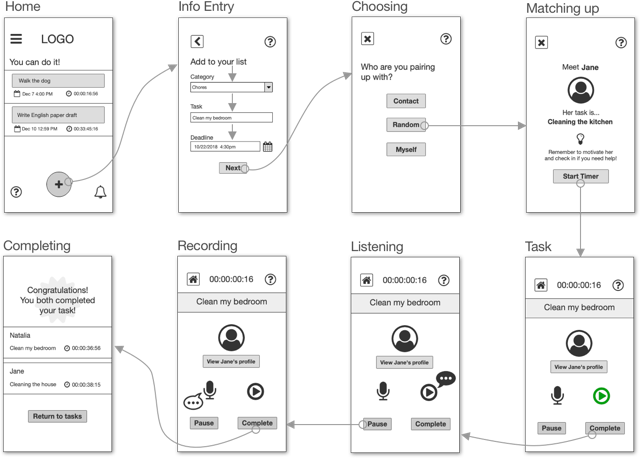 Home
LOGO
You can do it!
Walk the dog
Dec 7 4:00 PM 00:00:16:56
Write English paper draft
Dec 10 12:59 PM 00:33:45:16
+
?
Info Entry
?
Add to your list
Category
Chores
Task
Clean my bedroom
Deadline
10/22/2018 4:30pm
Next
Choosing
?
Who are you pairing
up with?
Contact
Random
Myself
Matching up
?
Meet Jane
Her task is...
Cleaning the kitchen
Remember to motivate her
and check in if you need help!
Start Timer
Completing
Congratulations!
You both completed
your task!
Natalia
Clean my bedroom 00:00:36:56
Jane
Cleaning the house 00:00:38:15
Return to tasks
Recording
00:00:00:16 ?
Clean my bedroom
View Jane's profile
Pause Complete
Listening
00:00:00:16 ?
Clean my bedroom
View Jane's profile
Pause Complete
Task
00:00:00:16 ?
Clean my bedroom
View Jane's profile
Pause Complete